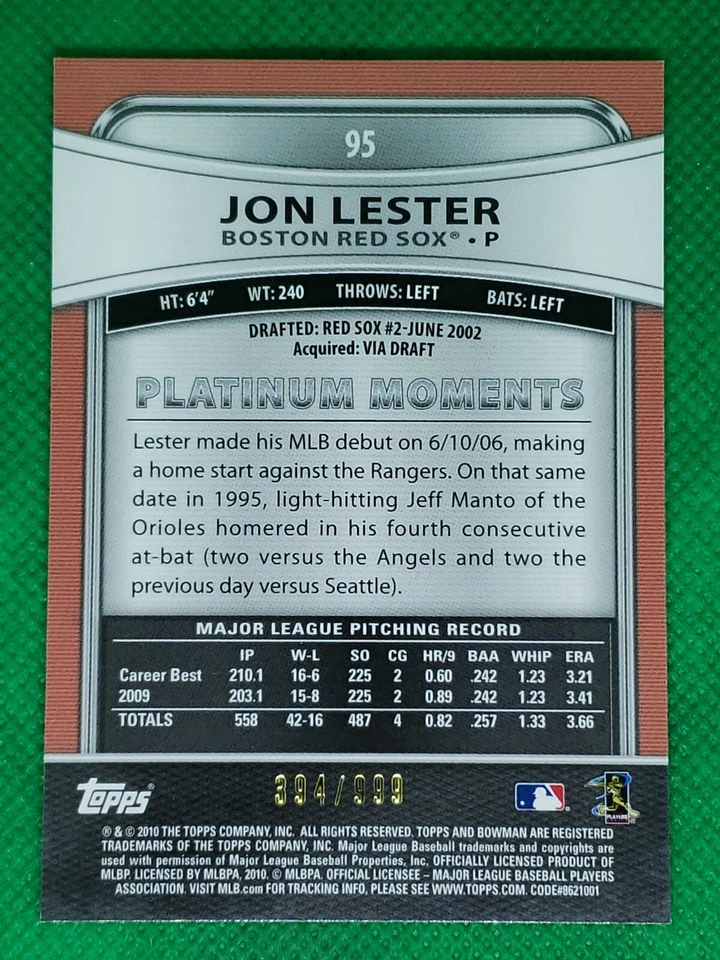 95
JON LESTER
BOSTON RED SOX® • P
HT: 6'4" WT: 240 THROWS: LEFT BATS: LEFT
DRAFTED: RED SOX #2-JUNE 2002
Acquired: VIA DRAFT
PLATINUM MOMENTS
Lester made his MLB debut on 6/10/06, making
a home start against the Rangers. On that same
date in 1995, light-hitting Jeff Manto of the
Orioles homered in his fourth consecutive
at-bat (two versus the Angels and two the
previous day versus Seattle).
MAJOR LEAGUE PITCHING RECORD
IP W-L SO CG HR/9 BAA WHIP ERA
Career Best 210.1 16-6 225 2 0.60 .242 1.23 3.21
2009 203.1 15-8 225 2 0.89 .242 1.23 3.41
TOTALS 558 42-16 487 4 0.82 .257 1.33 3.66
Topps® 394/999
PLAYERS
® & © 2010 THE TOPPS COMPANY, INC. ALL RIGHTS RESERVED. TOPPS AND BOWMAN ARE REGISTERED
TRADEMARKS OF THE TOPPS COMPANY, INC. Major League Baseball trademarks and copyrights are
used with permission of Major League Baseball Properties, Inc. OFFICIALLY LICENSED PRODUCT OF
MLBP. LICENSED BY MLBPA, 2010. © MLBPA. OFFICIAL LICENSEE – MAJOR LEAGUE BASEBALL PLAYERS
ASSOCIATION. VISIT MLB.com FOR TRACKING INFO, PLEASE SEE WWW.TOPPS.COM. CODE#8621001